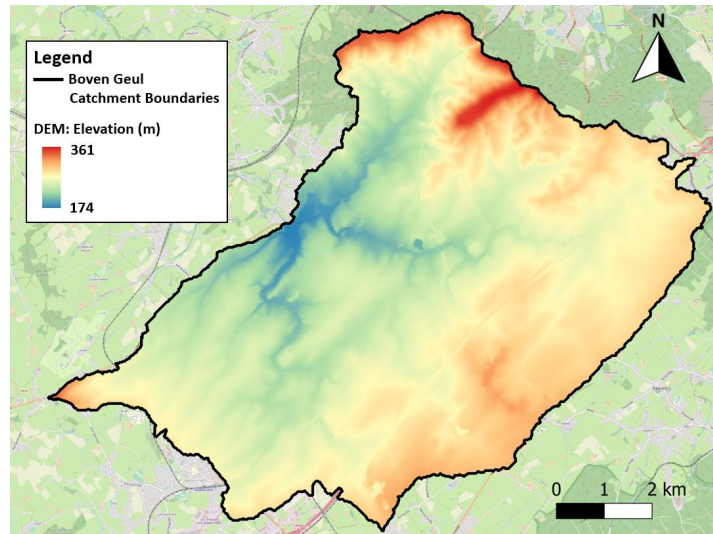 Legend
Boven Geul
Catchment Boundaries
DEM: Elevation (m)
361
174
N
0 1 2 km